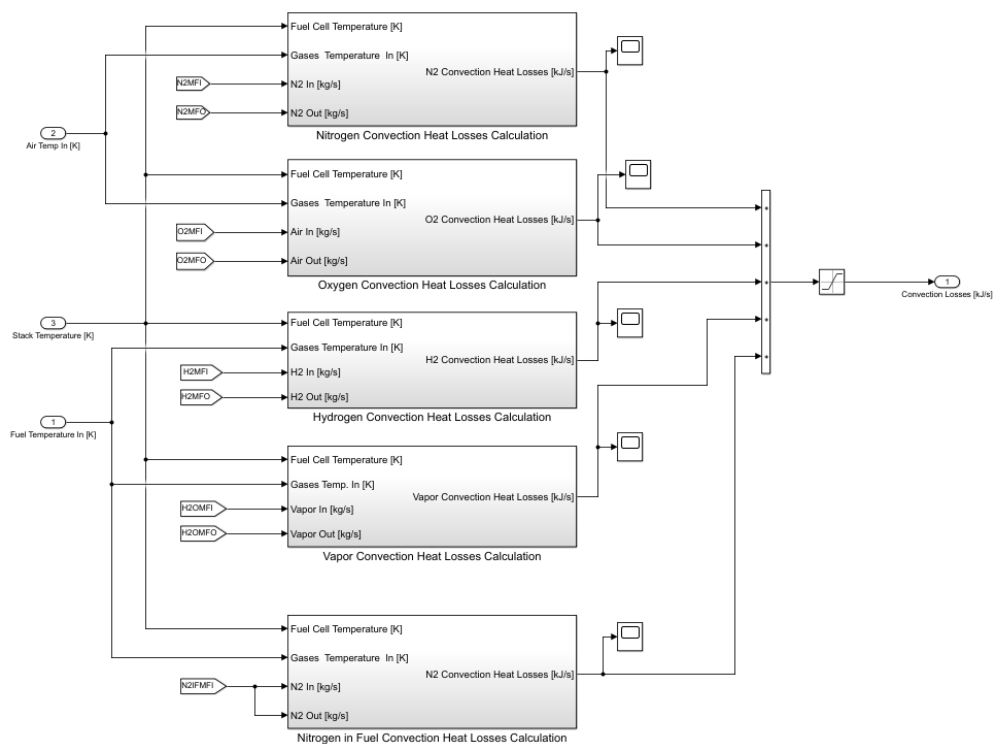 Fuel Cell Temperature [K]
Gases  Temperature  In [K]
N2MFI
N2 In [kg/s]
N2MFO
N2 Out [kg/s]
N2 Convection Heat Losses [kJ/s]
Nitrogen Convection Heat Losses Calculation
2
Air Temp In [K]
Fuel Cell Temperature [K]
Gases  Temperature In [K]
O2MFI
Air In [kg/s]
O2MFO
Air Out [kg/s]
O2 Convection Heat Losses [kJ/s]
Oxygen Convection Heat Losses Calculation
+
+
+
+
+
1
Convection Losses [kJ/s]
3
Stack Temperature [K]
Fuel Cell Temperature [K]
Gases Temperature In [K]
H2MFI
H2 In [kg/s]
H2MFO
H2 Out [kg/s]
H2 Convection Heat Losses [kJ/s]
Hydrogen Convection Heat Losses Calculation
1
Fuel Temperature In [K]
Fuel Cell Temperature [K]
Gases Temp. In [K]
H2OMFI
Vapor In [kg/s]
H2OMFO
Vapor Out [kg/s]
Vapor Convection Heat Losses [kJ/s]
Vapor Convection Heat Losses Calculation
Fuel Cell Temperature [K]
Gases  Temperature  In [K]
N2IFMFI
N2 In [kg/s]
N2 Out [kg/s]
N2 Convection Heat Losses [kJ/s]
Nitrogen in Fuel Convection Heat Losses Calculation